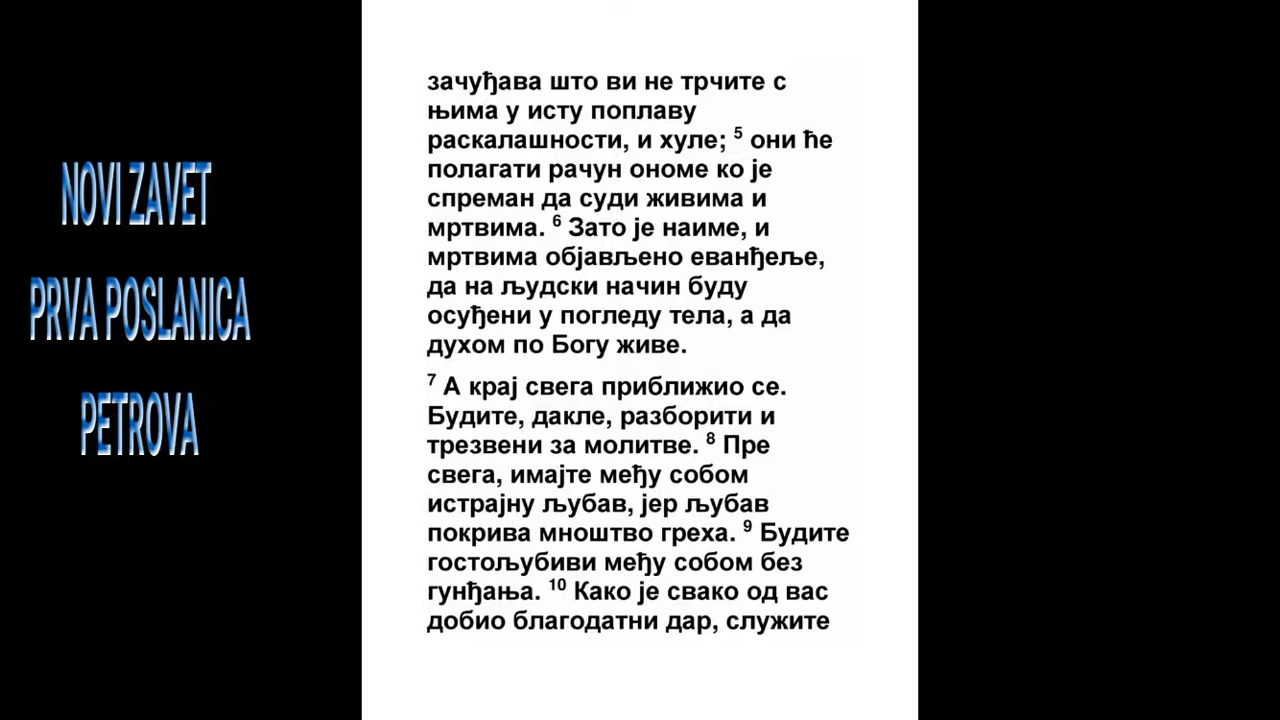 NOVI ZAVET
PRVA POSLANICA
PETROVA
зачуђава што ви не трчите с
њима у исту поплаву
раскалашности, и хуле; 5 они ће
полагати рачун ономе ко је
спреман да суди живима и
мртвима. 6 Зато је наиме, и
мртвима објављено еванђеље,
да на људски начин буду
осуђени у погледу тела, а да
духом по Богу живе.
7 А крај свега приближио се.
Будите, дакле, разборити и
трезвени за молитве. 8 Пре
свега, имајте међу собом
истрајну љубав, јер љубав
покрива мноштво греха. 9 Будите
гостољубиви међу собом без
гунђања. 10 Како је свако од вас
добио благодатни дар, служите